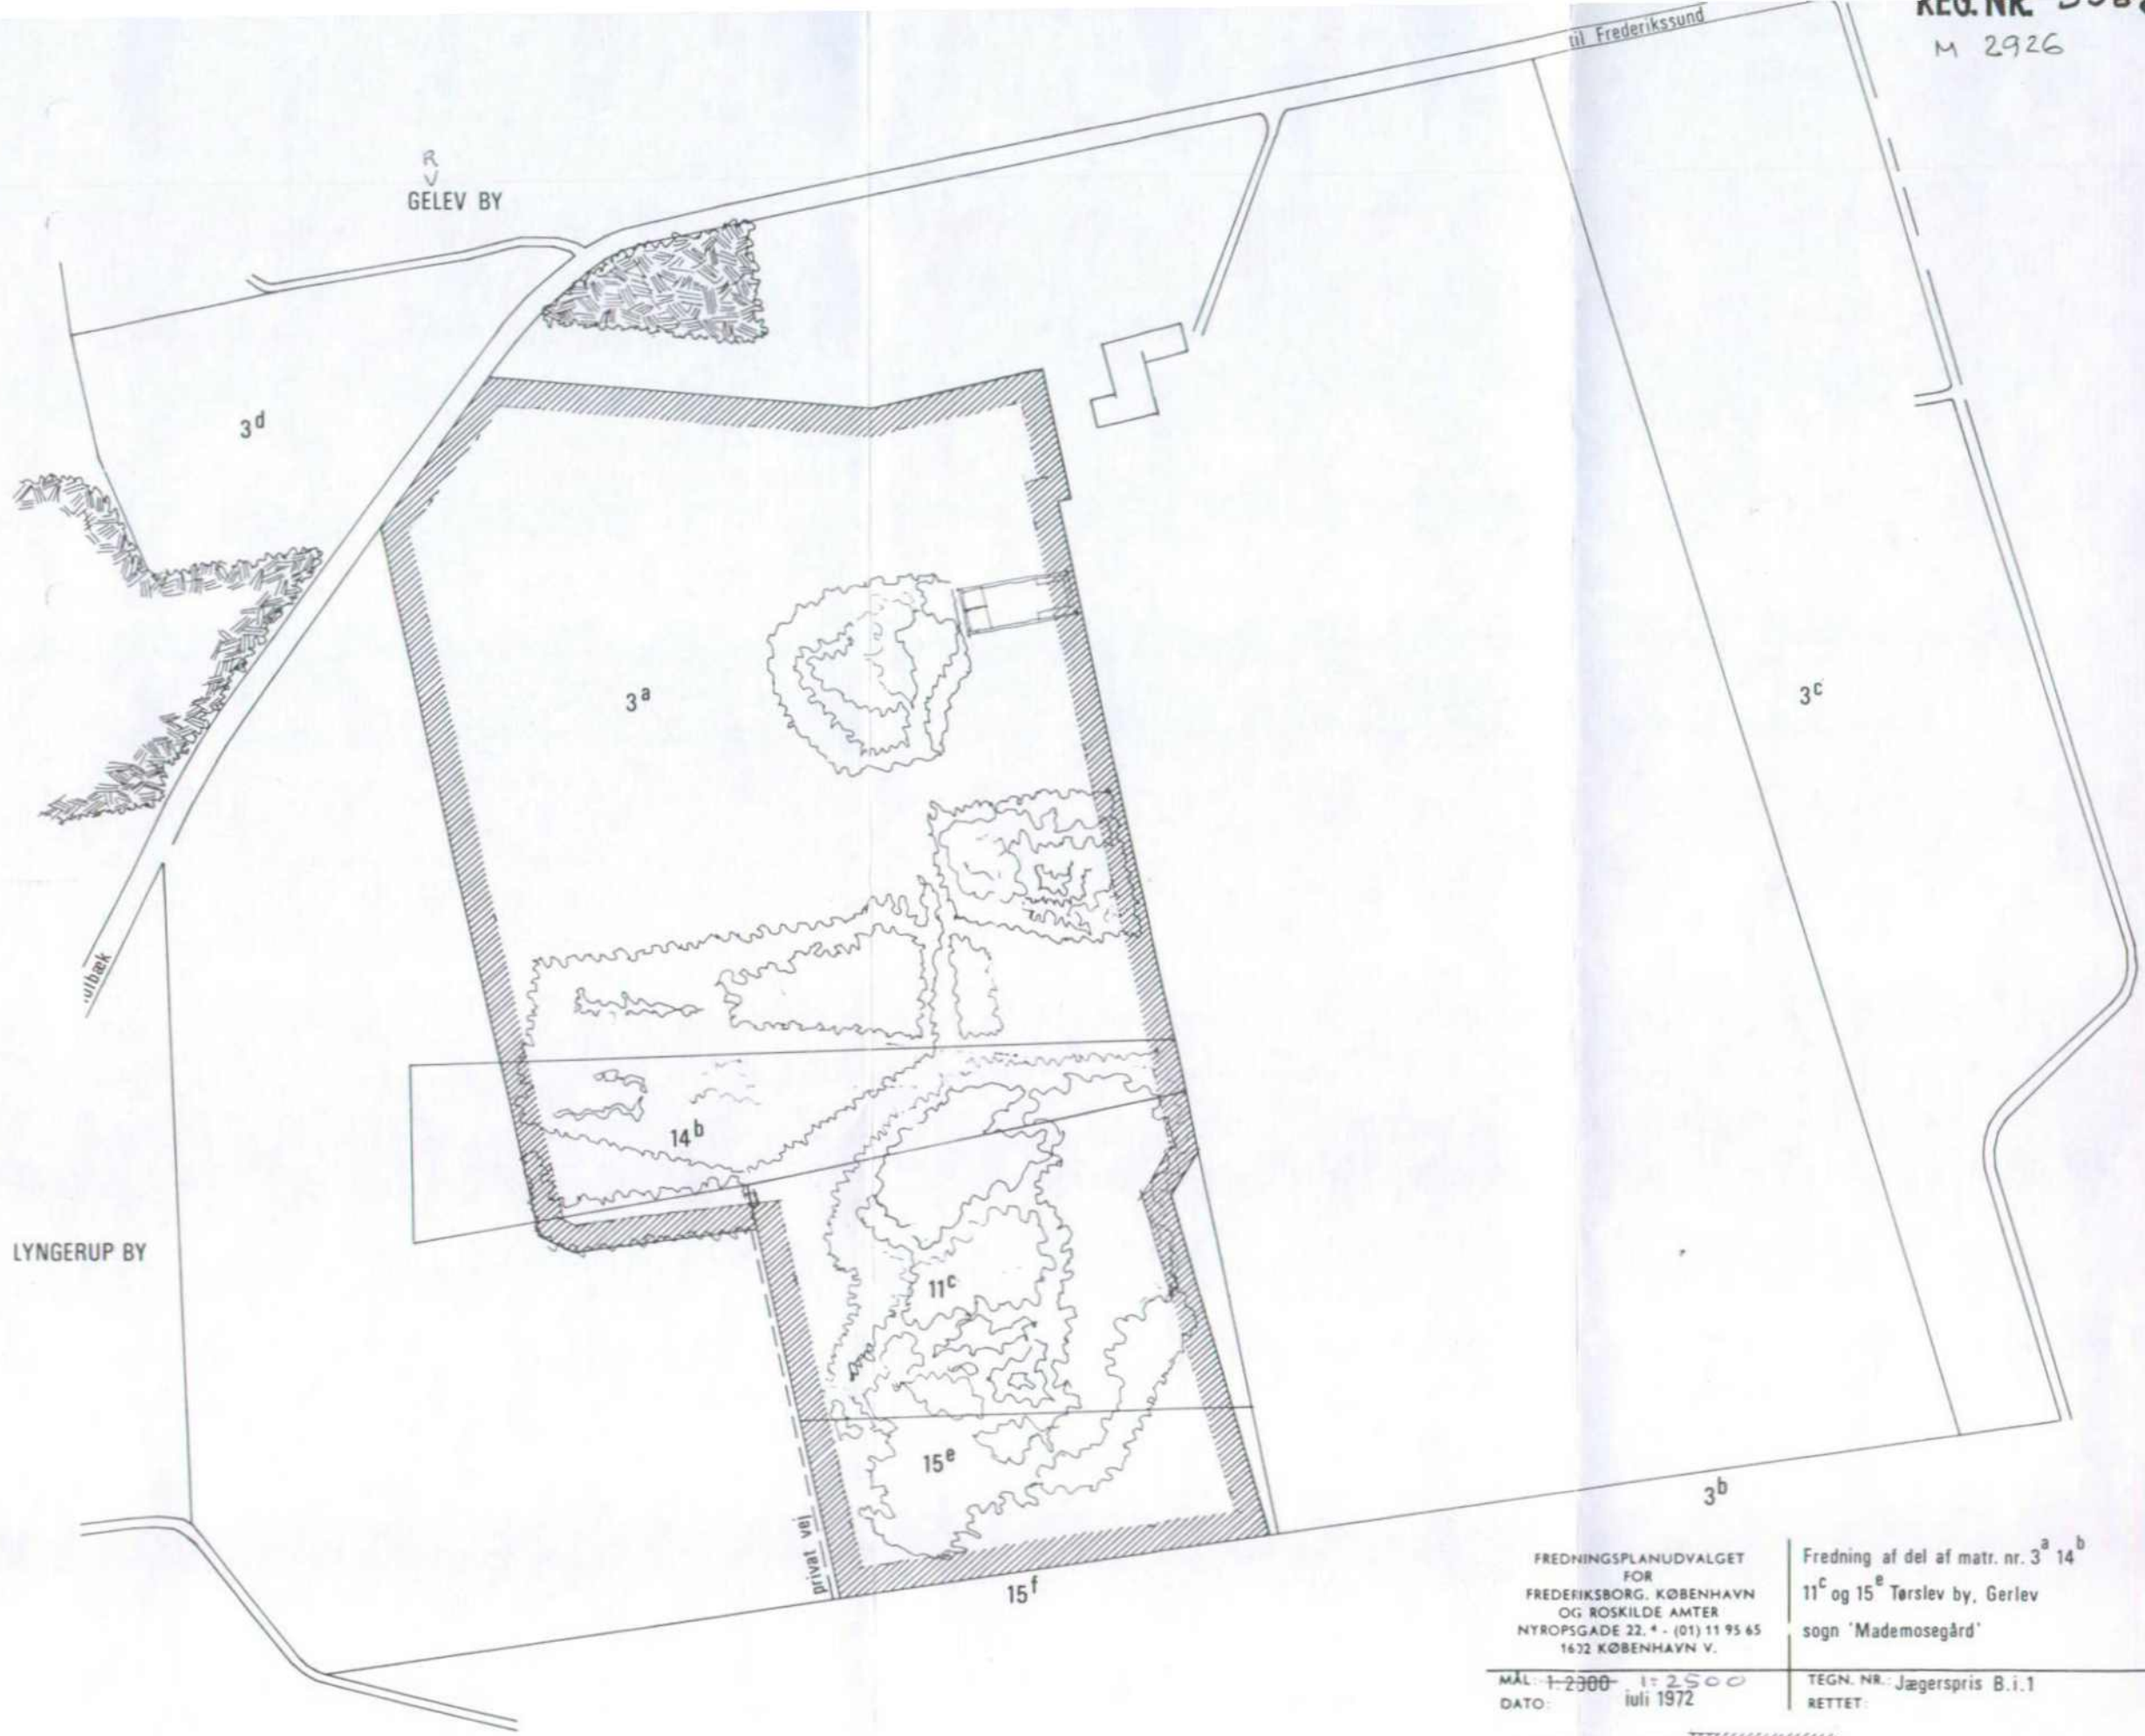 REG. NR.
M 2926
til Frederikssund
R
GELEV BY
3d
3a
3c
14b
LYNGERUP BY
11c
15e
3b
privat vej
15f
FREDNINGSPLANUDVALGET
FOR
FREDERIKSBORG, KØBENHAVN
OG ROSKILDE AMTER
NYROPSGADE 22, 4 - (01) 11 95 65
1632 KØBENHAVN V.
Fredning af del af matr. nr. 3a 14b
11c og 15e Tørslev by, Gerlev
sogn 'Mademosegård'
MÅL: 1:2000 1:2500
DATO: juli 1972
TEGN. NR.: Jægerspris B.i.1
RETTET: